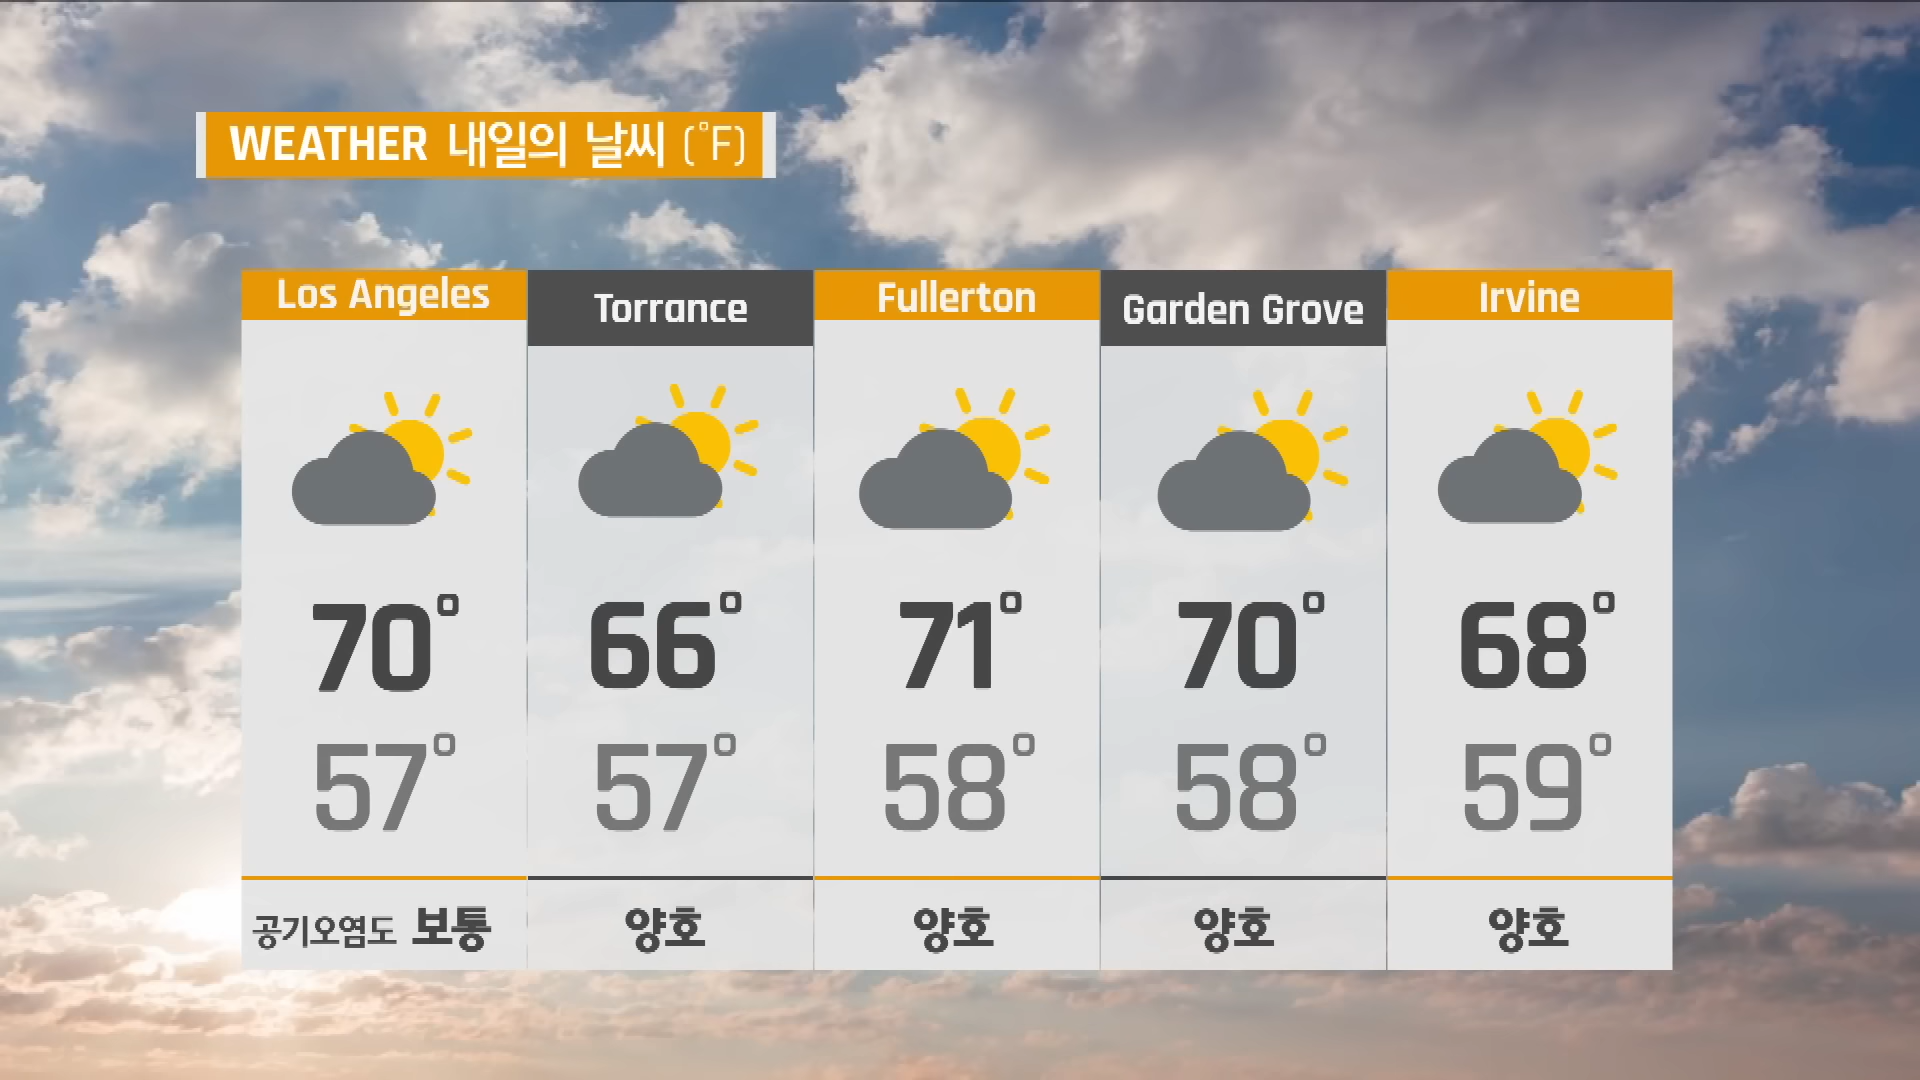 WEATHER 내일의 날씨 (°F)
Los Angeles Torrance Fullerton Garden Grove Irvine
70° 66° 71° 70° 68°
57° 57° 58° 58° 59°
공기오염도 보통 양호 양호 양호 양호